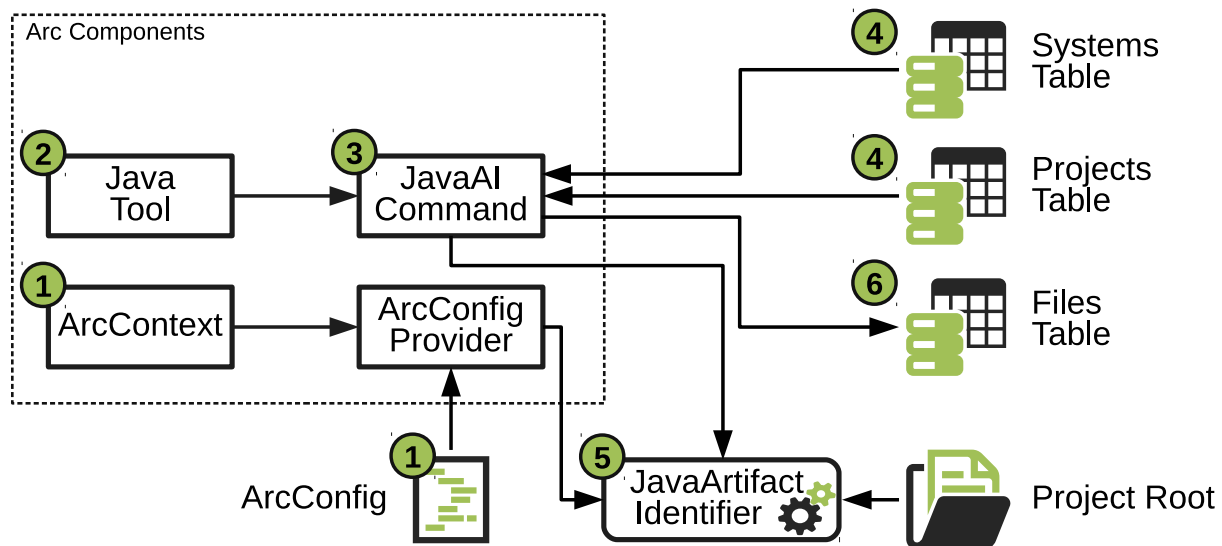 Arc Components
4
Systems
Table
2
Java
Tool
3
JavaAI
Command
4
Projects
Table
1
ArcContext
ArcConfig
Provider
6
Files
Table
1
ArcConfig
5
JavaArtifact
Identifier
Project Root